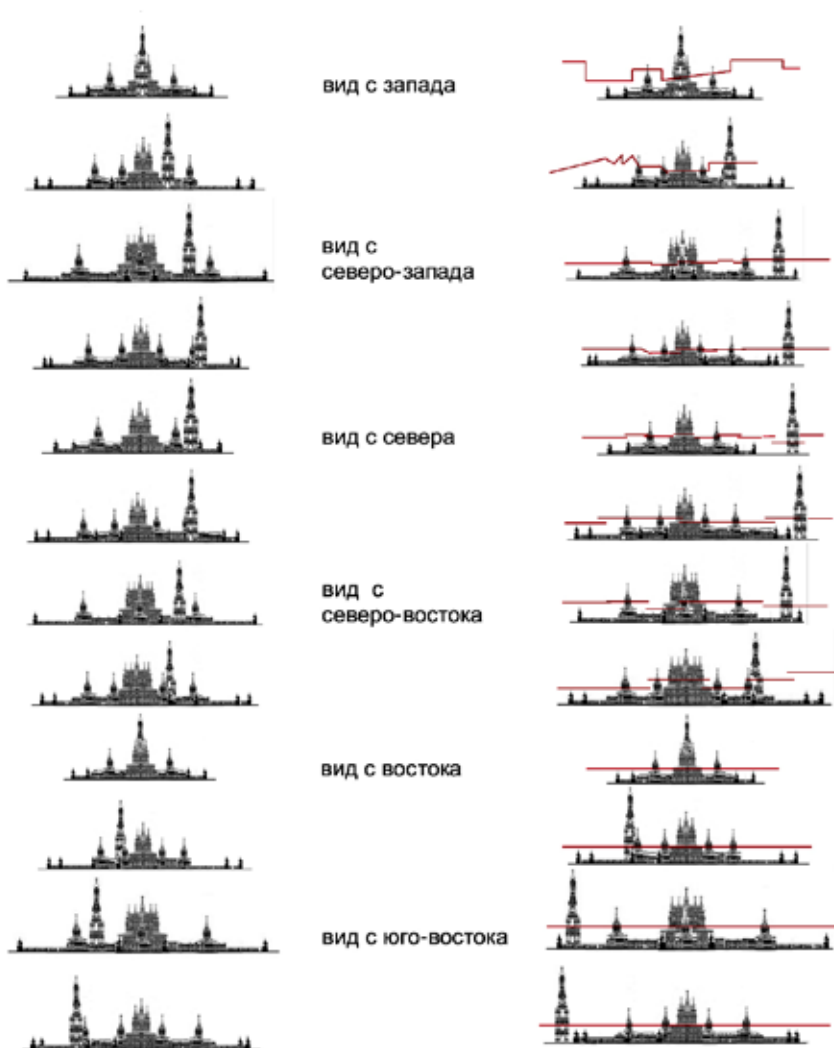 вид с запада
вид с
северо-запада
вид с севера
вид с
северо-востока
вид с востока
вид с юго-востока